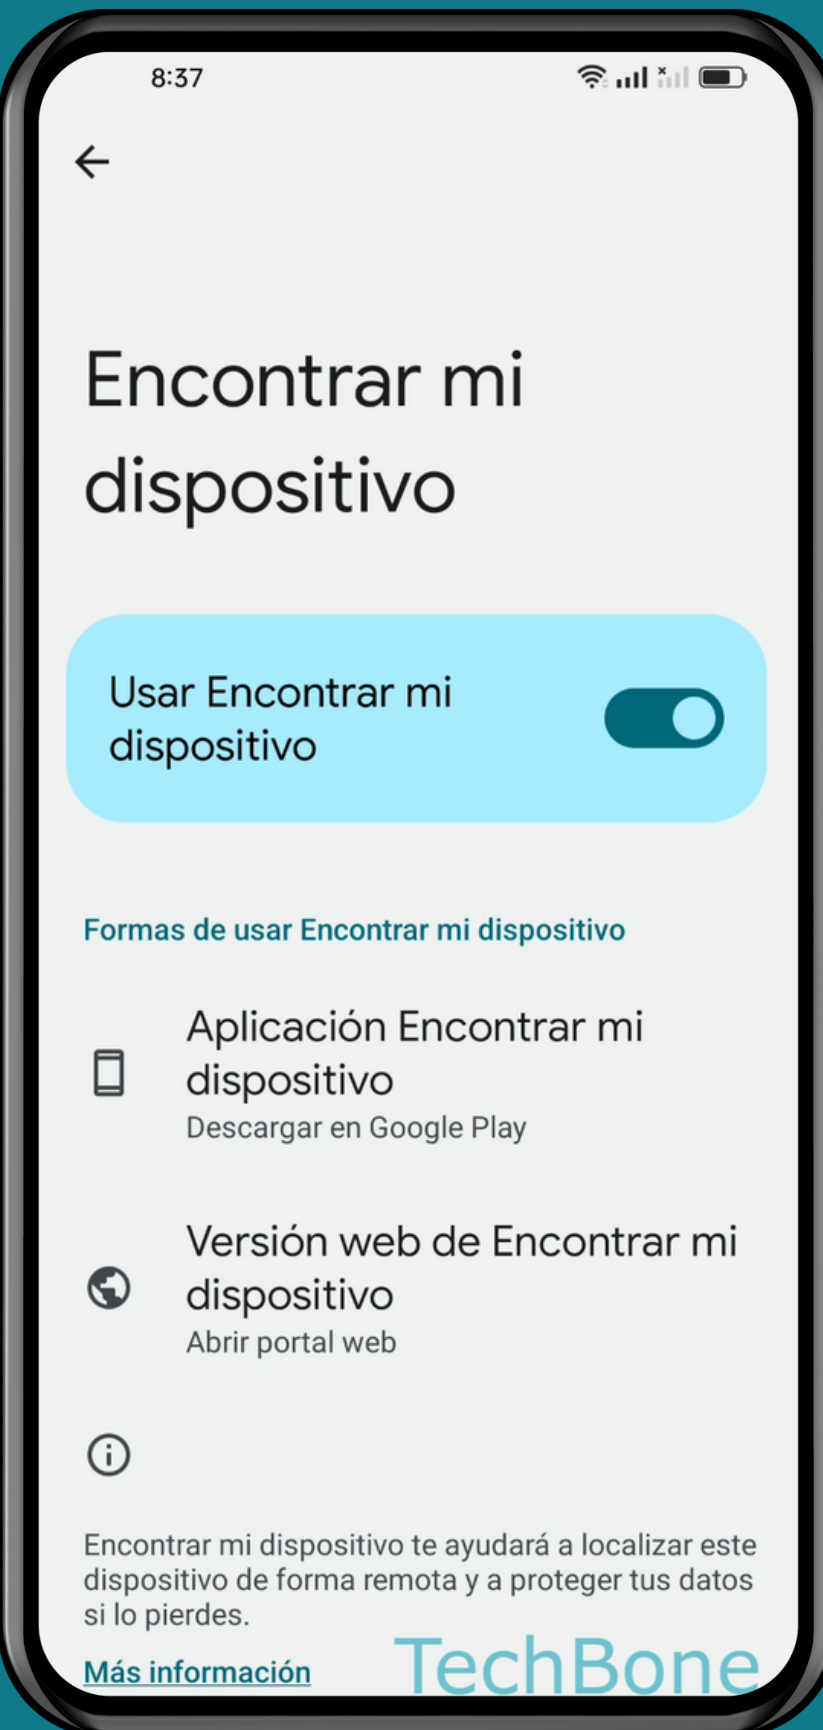 8:37
Encontrar mi
dispositivo
Usar Encontrar mi
dispositivo
Formas de usar Encontrar mi dispositivo
Aplicación Encontrar mi
dispositivo
Descargar en Google Play
Versión web de Encontrar mi
dispositivo
Abrir portal web
Encontrar mi dispositivo te ayudará a localizar este
dispositivo de forma remota y a proteger tus datos
si lo pierdes.
Más información
TechBone